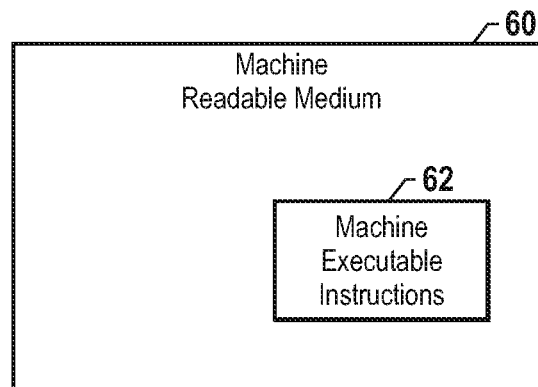 60
Machine
Readable Medium
62
Machine
Executable
Instructions